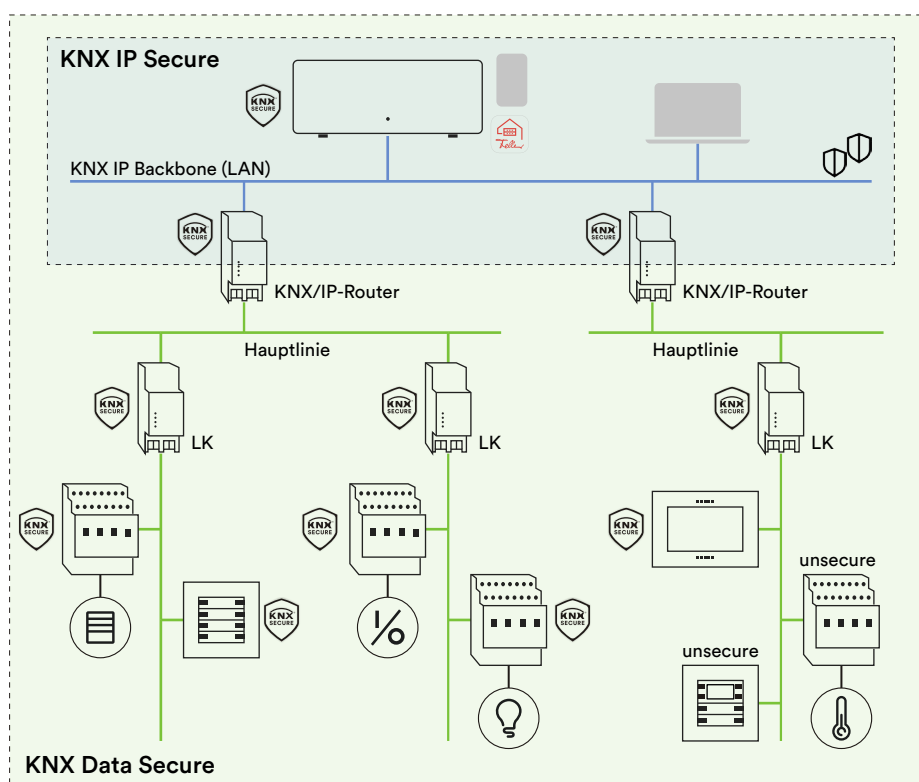 KNX IP Secure
KNX
SECURE
Feller
KNX IP Backbone (LAN)
KNX
SECURE
KNX
SECURE
KNX/IP-Router
KNX/IP-Router
Hauptlinie
Hauptlinie
KNX
SECURE
KNX
SECURE
KNX
SECURE
LK
LK
LK
KNX
SECURE
KNX
SECURE
KNX
SECURE
unsecure
KNX
SECURE
KNX
SECURE
I/O
unsecure
KNX Data Secure